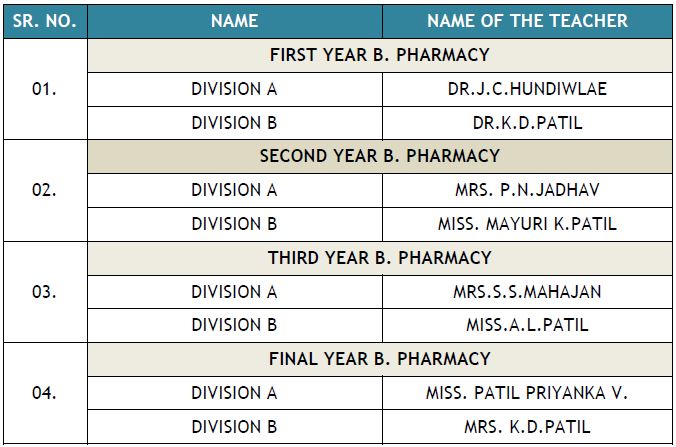 SR. NO. NAME NAME OF THE TEACHER
FIRST YEAR B. PHARMACY
01. DIVISION A DR.J.C.HUNDIWLAE
DIVISION B DR.K.D.PATIL
SECOND YEAR B. PHARMACY
02. DIVISION A MRS. P.N.JADHAV
DIVISION B MISS. MAYURI K.PATIL
THIRD YEAR B. PHARMACY
03. DIVISION A MRS.S.S.MAHAJAN
DIVISION B MISS.A.L.PATIL
FINAL YEAR B. PHARMACY
04. DIVISION A MISS. PATIL PRIYANKA V.
DIVISION B MRS. K.D.PATIL